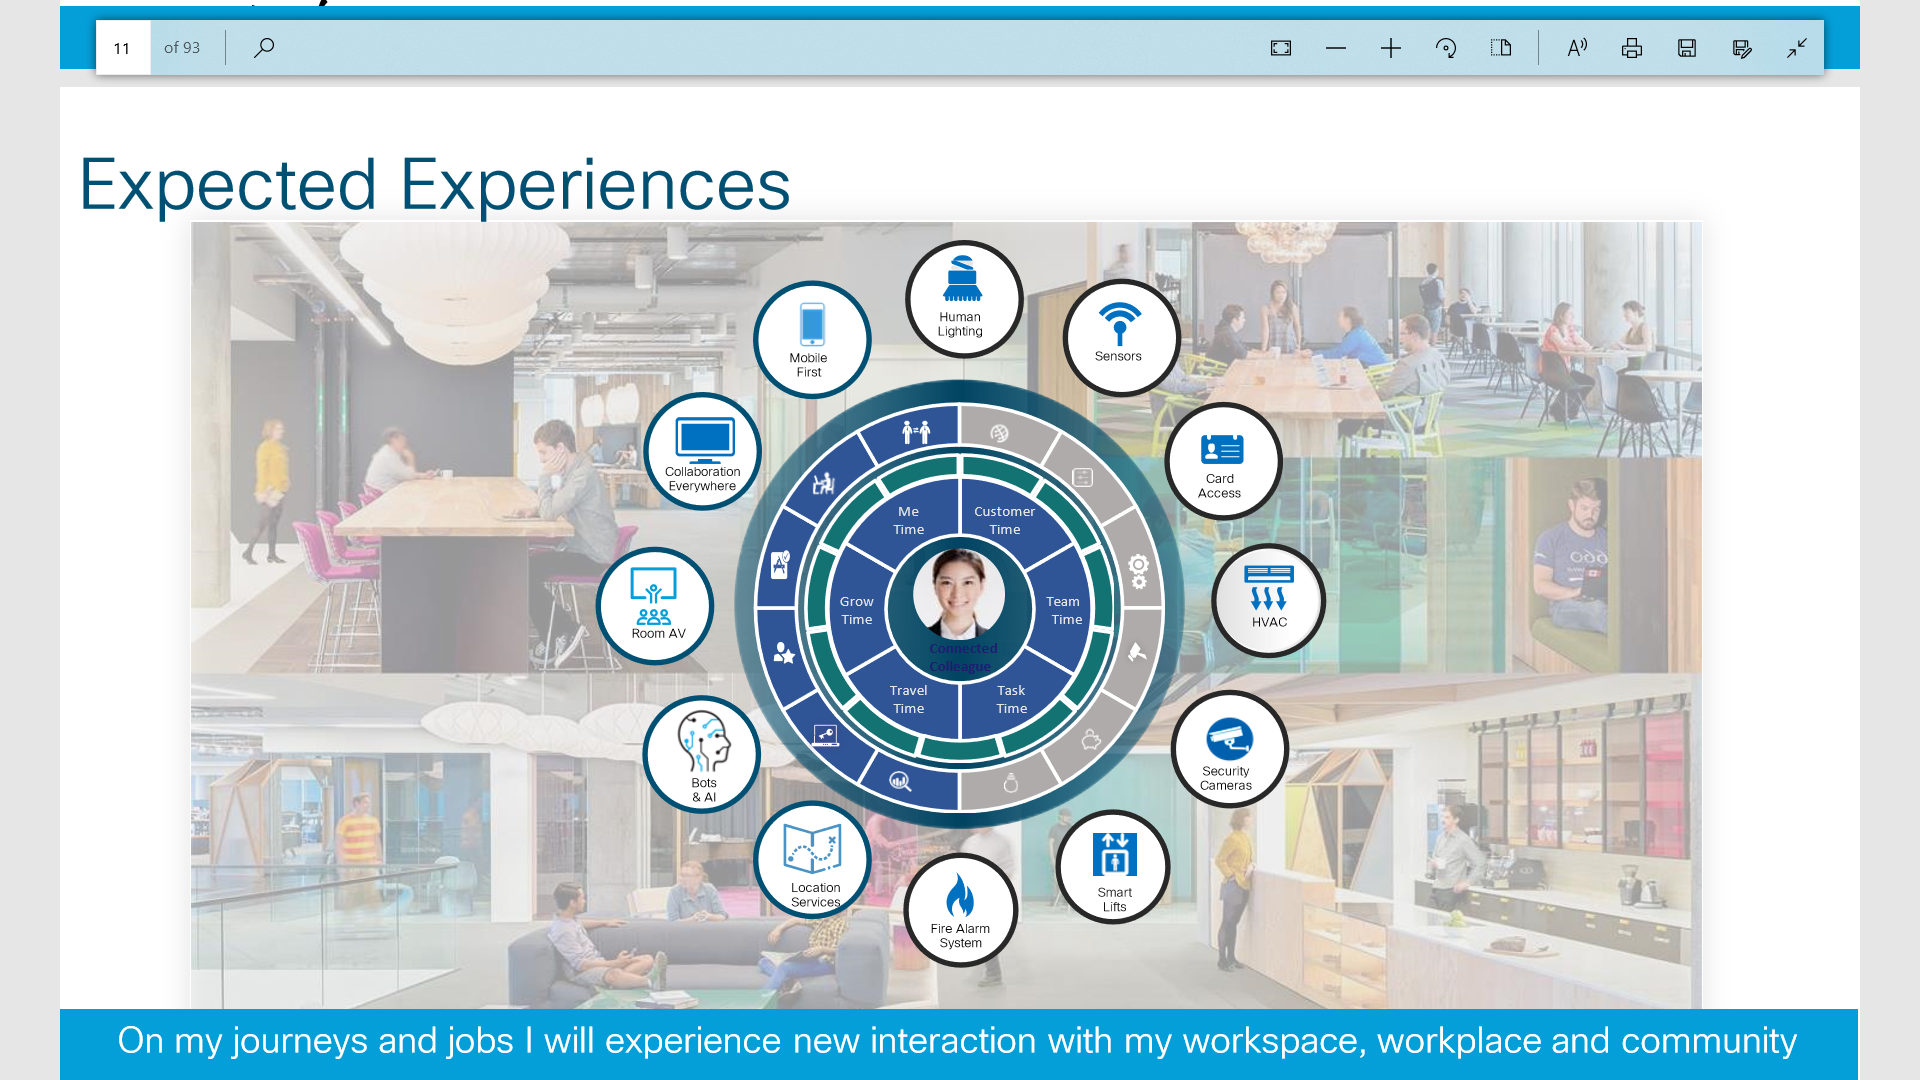 11
of 93
Expected Experiences
Human
Lighting
Mobile
First
Sensors
Collaboration
Everywhere
Card
Access
Me
Time
Customer
Time
Room AV
Grow
Time
Team
Time
HVAC
Connected
Colleague
Travel
Time
Task
Time
Bots
& AI
Security
Cameras
Location
Services
Smart
Lifts
Fire Alarm
System
On my journeys and jobs I will experience new interaction with my workspace, workplace and community